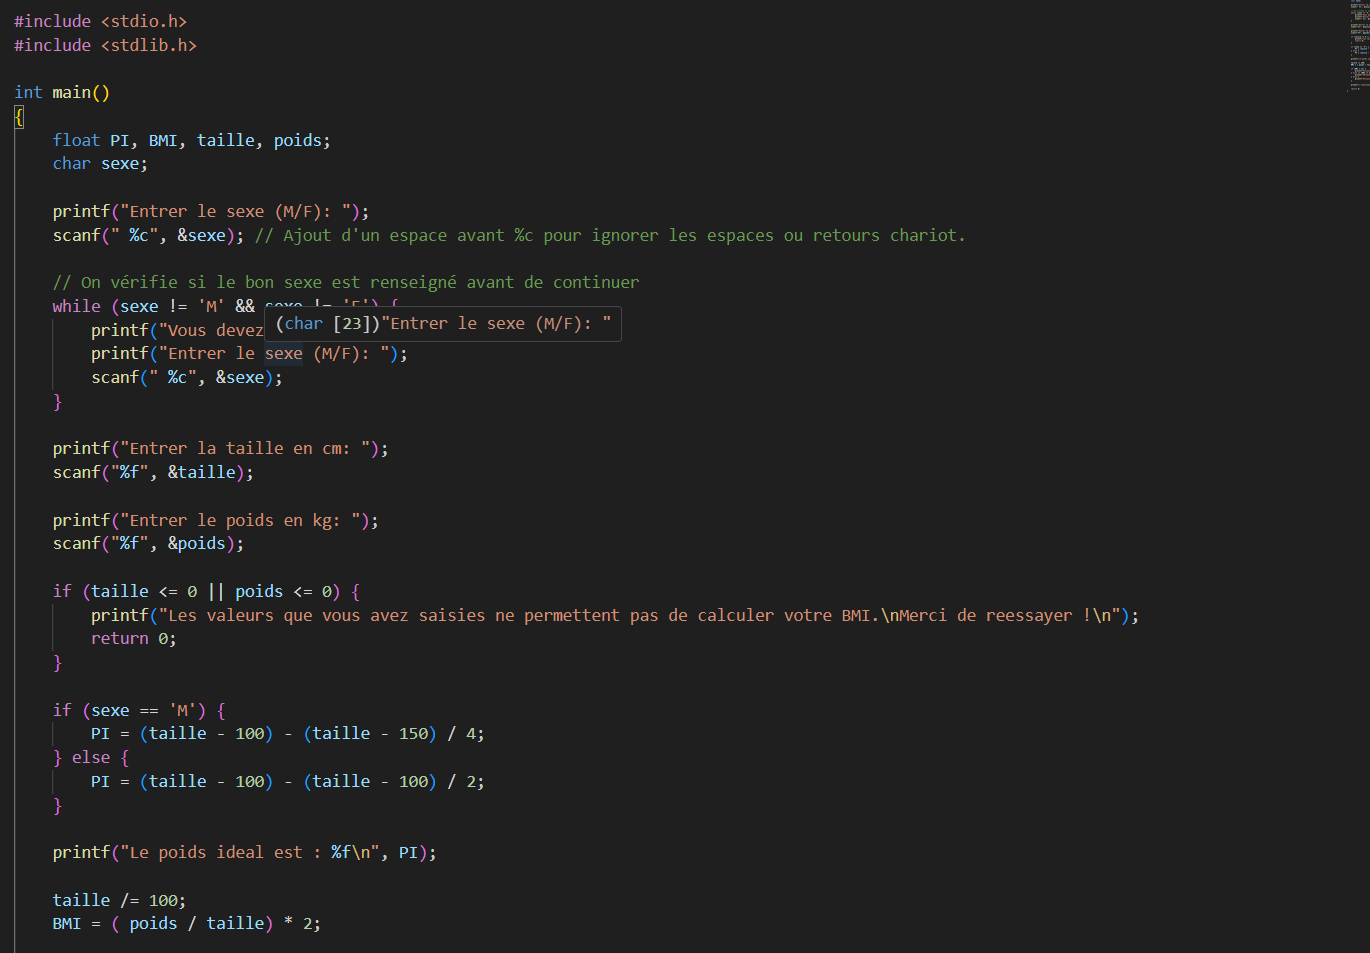 #include <stdio.h>
#include <stdlib.h>
int main()
{
float PI, BMI, taille, poids;
char sexe;
printf("Entrer le sexe (M/F): ");
scanf(" %c", &sexe); // Ajout d'un espace avant %c pour ignorer les espaces ou retours chariot.
// On vérifie si le bon sexe est renseigné avant de continuer
while (sexe != 'M' && sexe != 'F') {
printf("Vous devez
(char [23])"Entrer le sexe (M/F): "
printf("Entrer le sexe (M/F): ");
scanf(" %c", &sexe);
}
printf("Entrer la taille en cm: ");
scanf("%f", &taille);
printf("Entrer le poids en kg: ");
scanf("%f", &poids);
if (taille <= 0 || poids <= 0) {
printf("Les valeurs que vous avez saisies ne permettent pas de calculer votre BMI.\nMerci de reessayer !\n");
return 0;
}
if (sexe == 'M') {
PI = (taille - 100) - (taille - 150) / 4;
} else {
PI = (taille - 100) - (taille - 100) / 2;
}
printf("Le poids ideal est : %f\n", PI);
taille /= 100;
BMI = ( poids / taille) * 2;